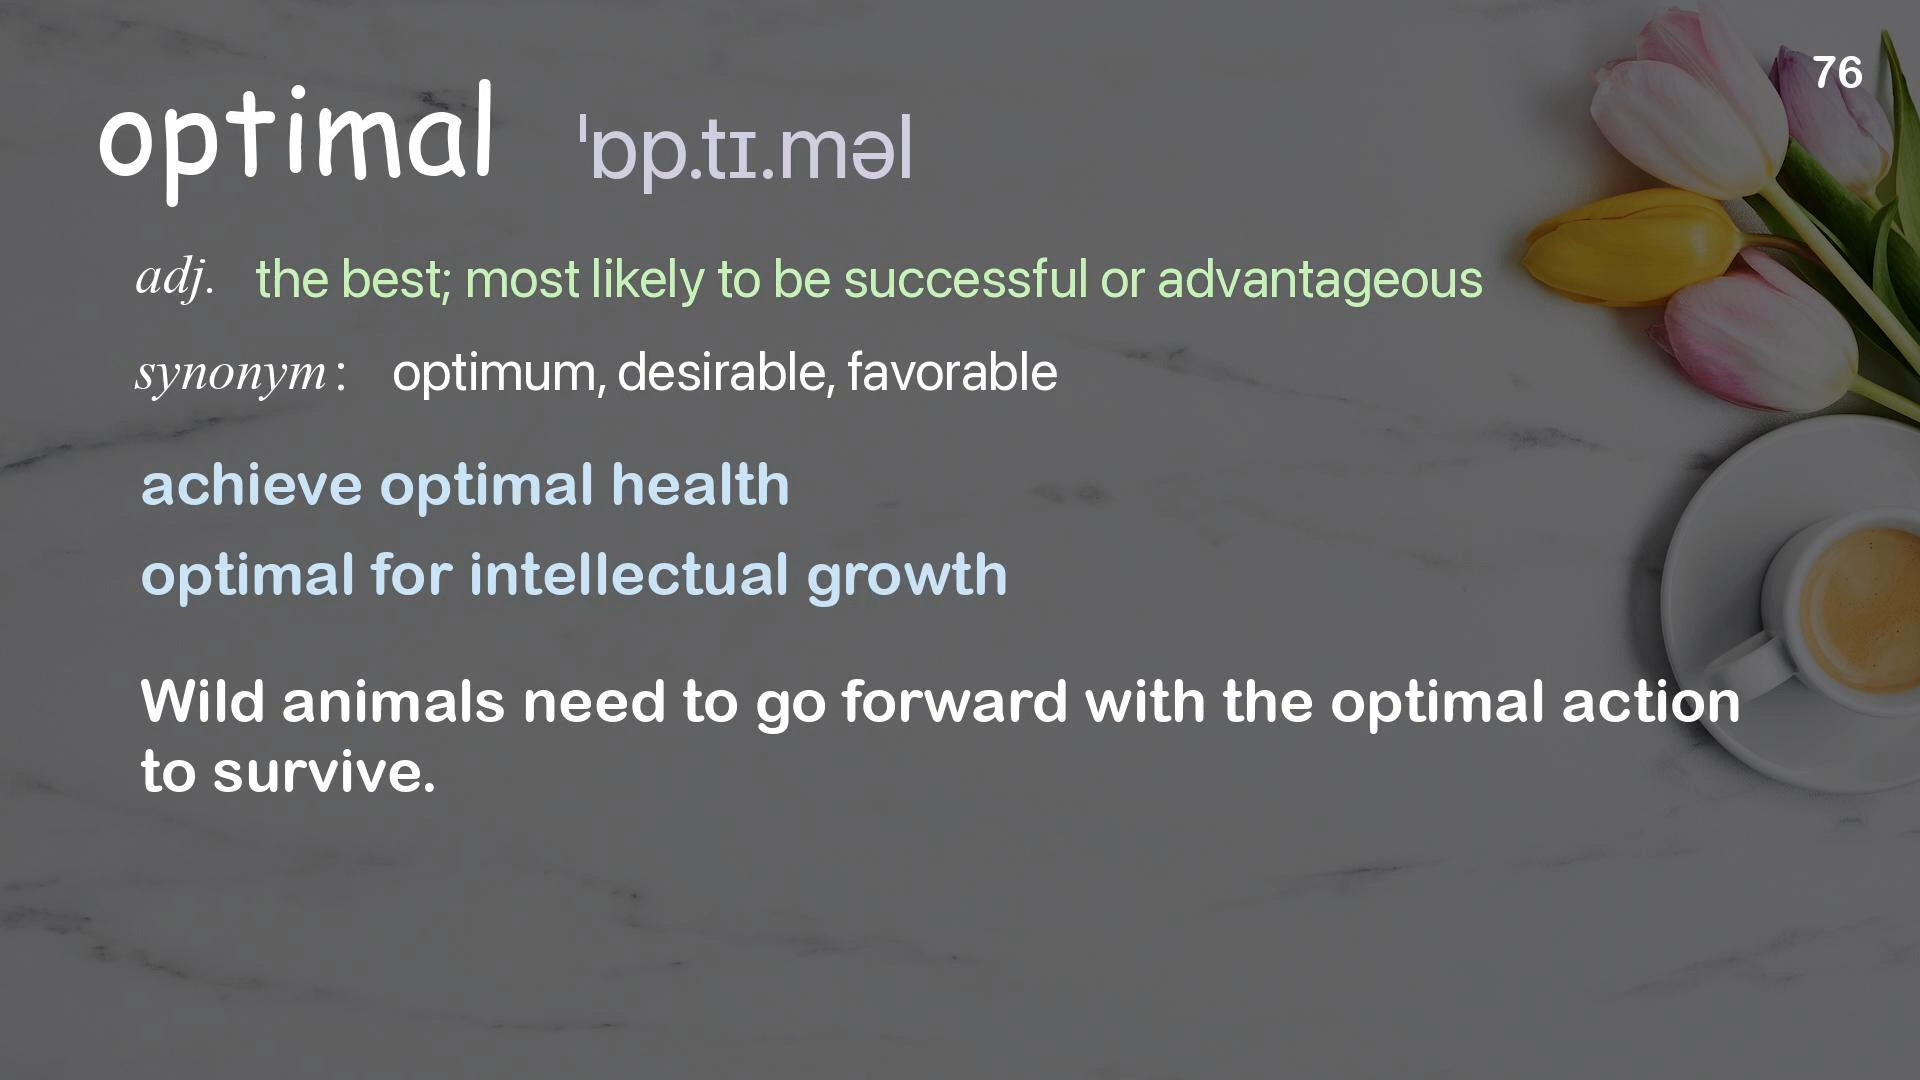 76
optimal ˈɒp.tɪ.məl
adj. the best; most likely to be successful or advantageous
synonym : optimum, desirable, favorable
achieve optimal health
optimal for intellectual growth
Wild animals need to go forward with the optimal action
to survive.